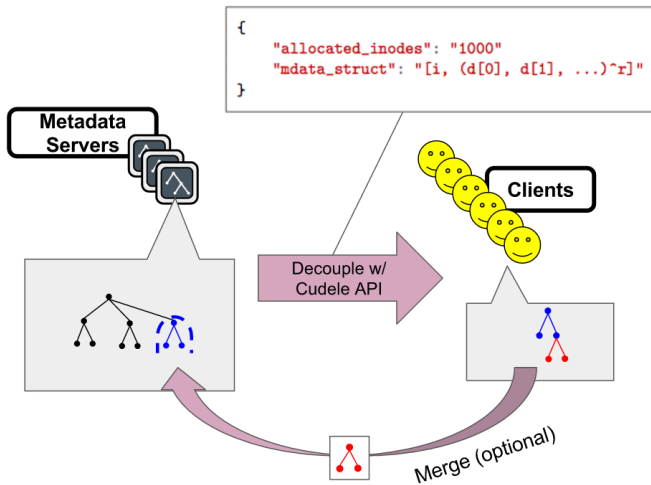 {
"allocated_inodes": "1000"
"mdata_struct": "[i, (d[0], d[1], ...)^r]"
}
Metadata
Servers
Clients
Decouple w/
Cudele API
Merge (optional)